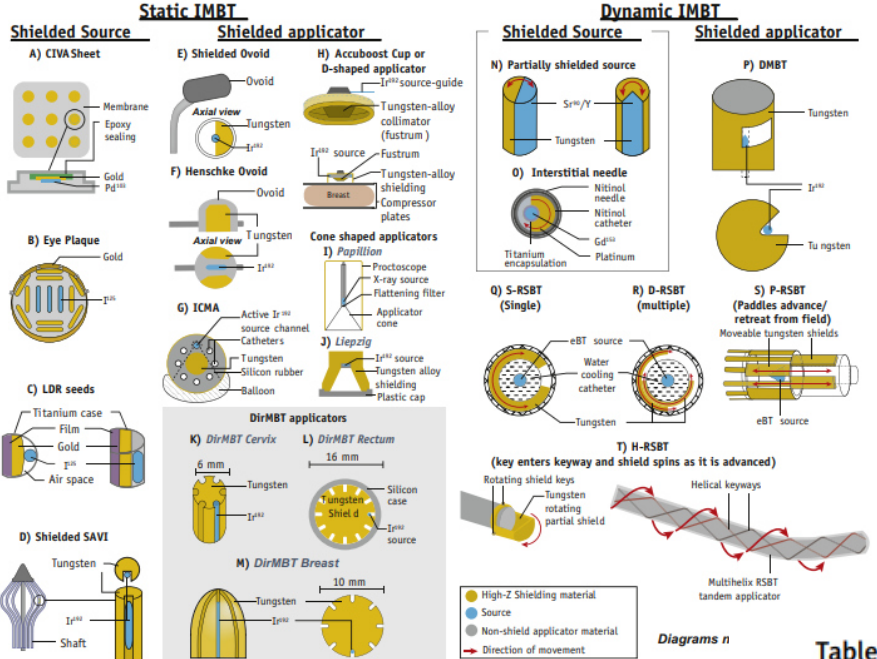 Static IMBT
Dynamic IMBT
Shielded Source
Shielded applicator
Shielded Source
Shielded applicator
A) CIVASheet
Membrane
Epoxy
sealing
Gold
Pd¹⁰³
B) Eye Plaque
Gold
I¹²⁵
C) LDR seeds
Titanium case
Film
Gold
I¹²⁵
Air space
D) Shielded SAVI
Tungsten
Ir¹⁹²
Shaft
E) Shielded Ovoid
Ovoid
Axial view
Tungsten
Ir¹⁹²
F) Henschke Ovoid
Ovoid
Tungsten
Axial view
Ir¹⁹²
G) ICMA
Active Ir¹⁹²
source channel
Catheters
Tungsten
Silicon rubber
Balloon
H) Accuboost Cup or
D-shaped applicator
Ir¹⁹² source-guide
Tungsten-alloy
collimator
(fustrum )
Ir¹⁹² source
Fustrum
Tungsten-alloy
shielding
Breast
Compressor
plates
Cone shaped applicators
I) Papillion
Proctoscope
X-ray source
Flattening filter
Applicator
cone
J) Liepzig
Ir¹⁹² source
Tungsten alloy
shielding
Plastic cap
DirMBT applicators
K) DirMBT Cervix
6 mm
Tungsten
Ir¹⁹²
L) DirMBT Rectum
16 mm
Tungsten
Shield
Silicon
case
Ir¹⁹²
source
M) DirMBT Breast
10 mm
Tungsten
Ir¹⁹²
N) Partially shielded source
Sr⁹⁰/Y
Tungsten
O) Interstitial needle
Nitinol
needle
Nitinol
catheter
Gd¹⁵³
Platinum
Titanium
encapsulation
P) DMBT
Tungsten
Ir¹⁹²
Tu ngsten
Q) S-RSBT
(Single)
R) D-RSBT
(multiple)
eBT source
Water
cooling
catheter
Tungsten
S) P-RSBT
(Paddles advance/
retreat from field)
Moveable tungsten shields
eBT source
T) H-RSBT
(key enters keyway and shield spins as it is advanced)
Rotating shield keys
Tungsten
rotating
partial shield
Helical keyways
Multihelix RSBT
tandem applicator
High-Z Shielding material
Source
Non-shield applicator material
Direction of movement
Diagrams n
Table